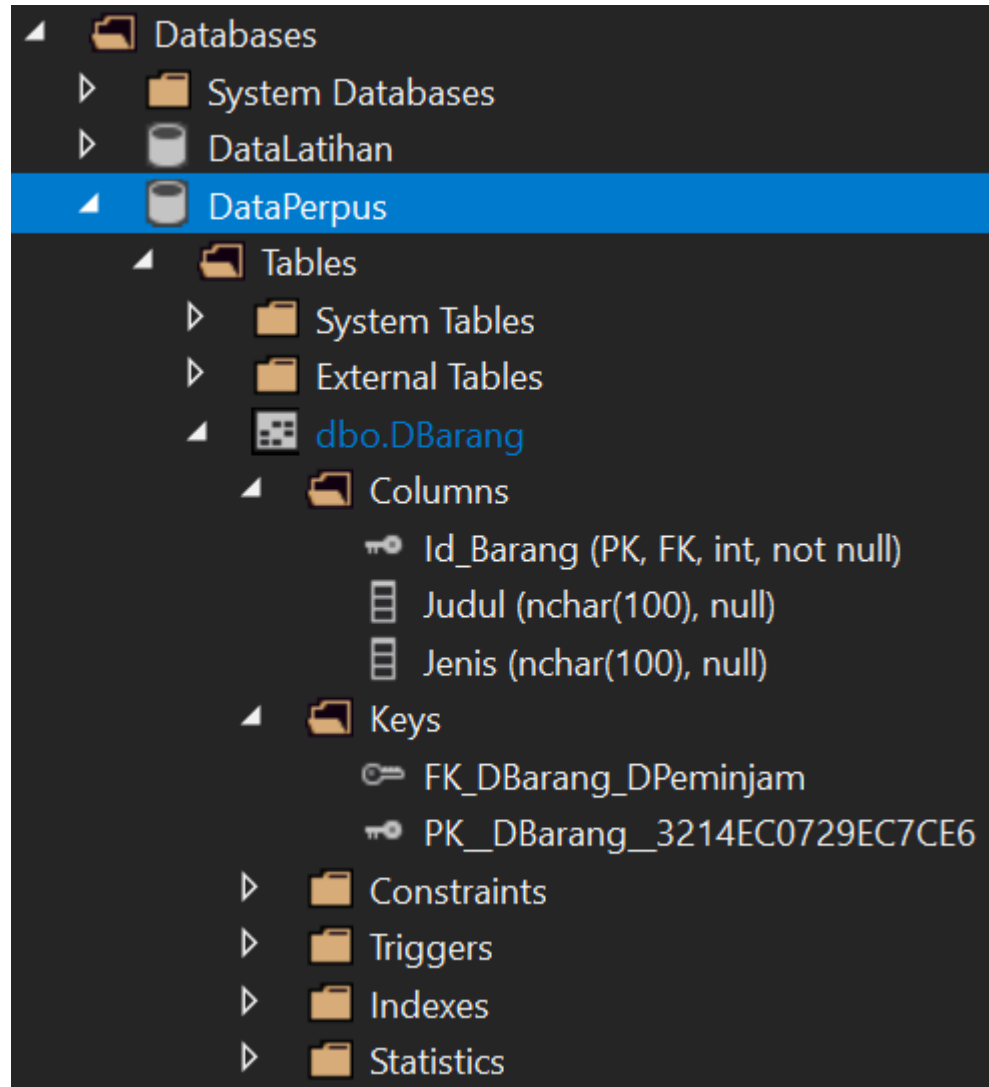 Databases
System Databases
DataLatihan
DataPerpus
Tables
System Tables
External Tables
dbo.DBarang
Columns
Id_Barang (PK, FK, int, not null)
Judul (nchar(100), null)
Jenis (nchar(100), null)
Keys
FK_DBarang_DPeminjam
PK__DBarang__3214EC0729EC7CE6
Constraints
Triggers
Indexes
Statistics